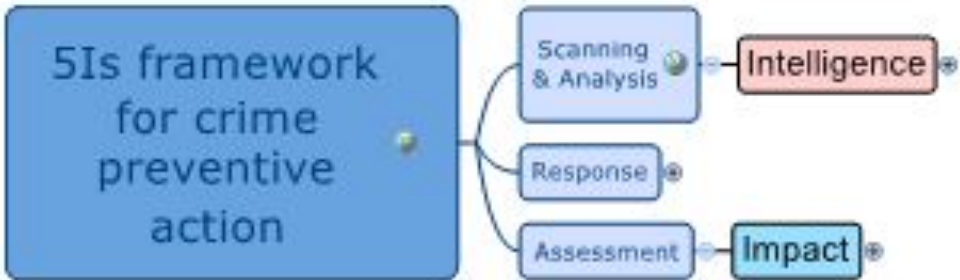 5Is framework
for crime
preventive
action
Scanning
& Analysis
Intelligence
Response
Assessment
Impact